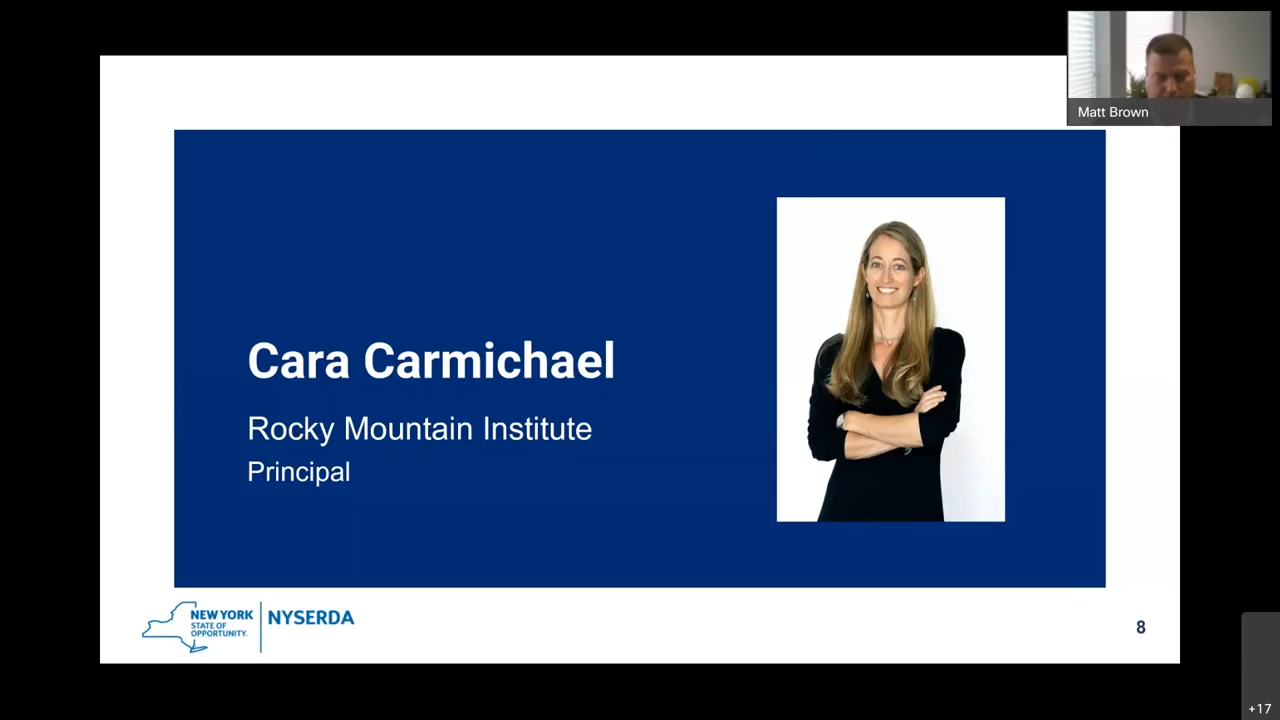 Matt Brown
Cara Carmichael
Rocky Mountain Institute
Principal
NEW YORK
STATE OF
OPPORTUNITY.
NYSERDA
8
+17